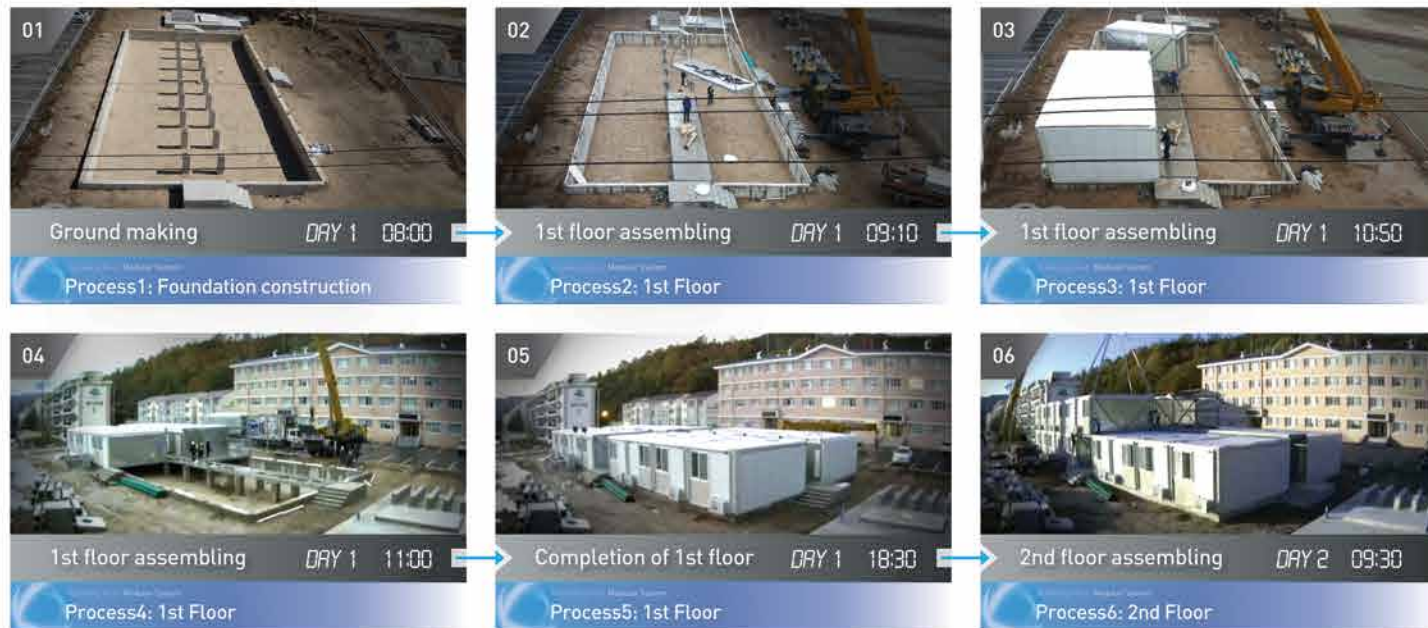 01
Ground making DAY 1 08:00
Process1: Foundation construction
02
1st floor assembling DAY 1 09:10
Process2: 1st Floor
03
1st floor assembling DAY 1 10:50
Process3: 1st Floor
04
1st floor assembling DAY 1 11:00
Process4: 1st Floor
05
Completion of 1st floor DAY 1 18:30
Process5: 1st Floor
06
2nd floor assembling DAY 2 09:30
Process6: 2nd Floor